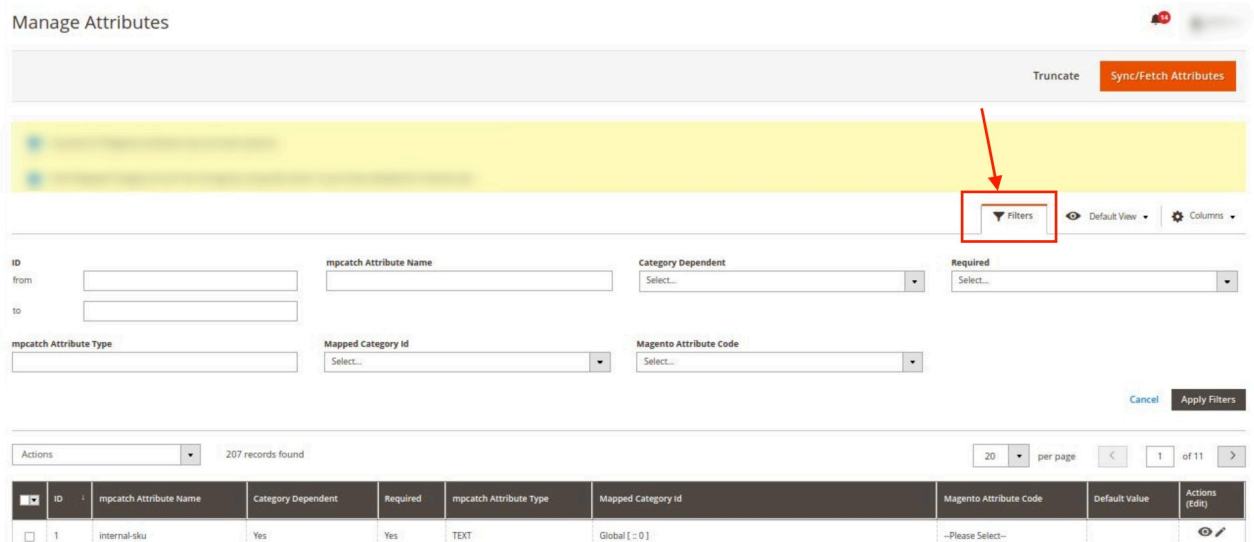 Manage Attributes
14
Truncate Sync/Fetch Attributes
Filters Default View Columns
ID mpcatch Attribute Name Category Dependent Required
from Select... Select...
to
mpcatch Attribute Type Mapped Category Id Magento Attribute Code
Select... Select...
Cancel Apply Filters
Actions 207 records found 20 per page 1 of 11
ID mpcatch Attribute Name Category Dependent Required mpcatch Attribute Type Mapped Category Id Magento Attribute Code Default Value Actions (Edit)
1 internal-sku Yes Yes TEXT Global [ :: 0 ] --Please Select--